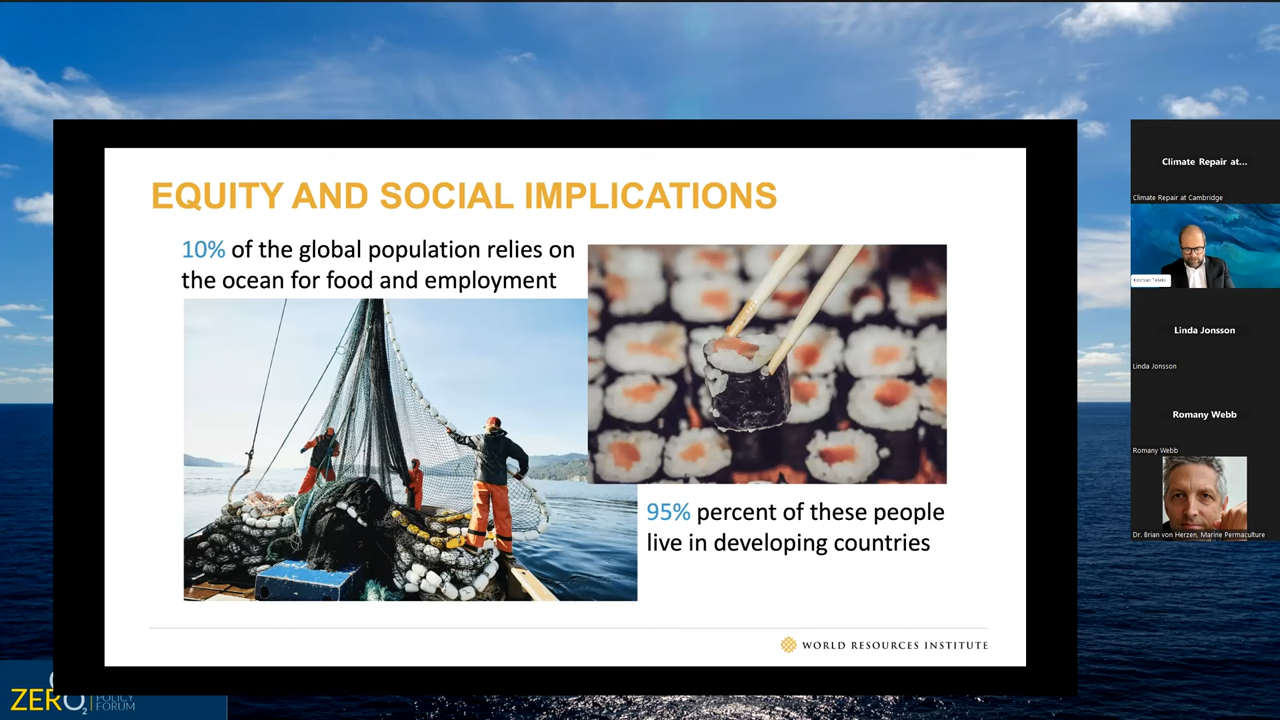 EQUITY AND SOCIAL IMPLICATIONS
10% of the global population relies on
the ocean for food and employment
95% percent of these people
live in developing countries
WORLD RESOURCES INSTITUTE
Climate Repair at...
Climate Repair at Cambridge
Linda Jonsson
Linda Jonsson
Romany Webb
Romany Webb
Dr. Brian von Herzen, Marine Permaculture
ZERO2
POLICY
FORUM